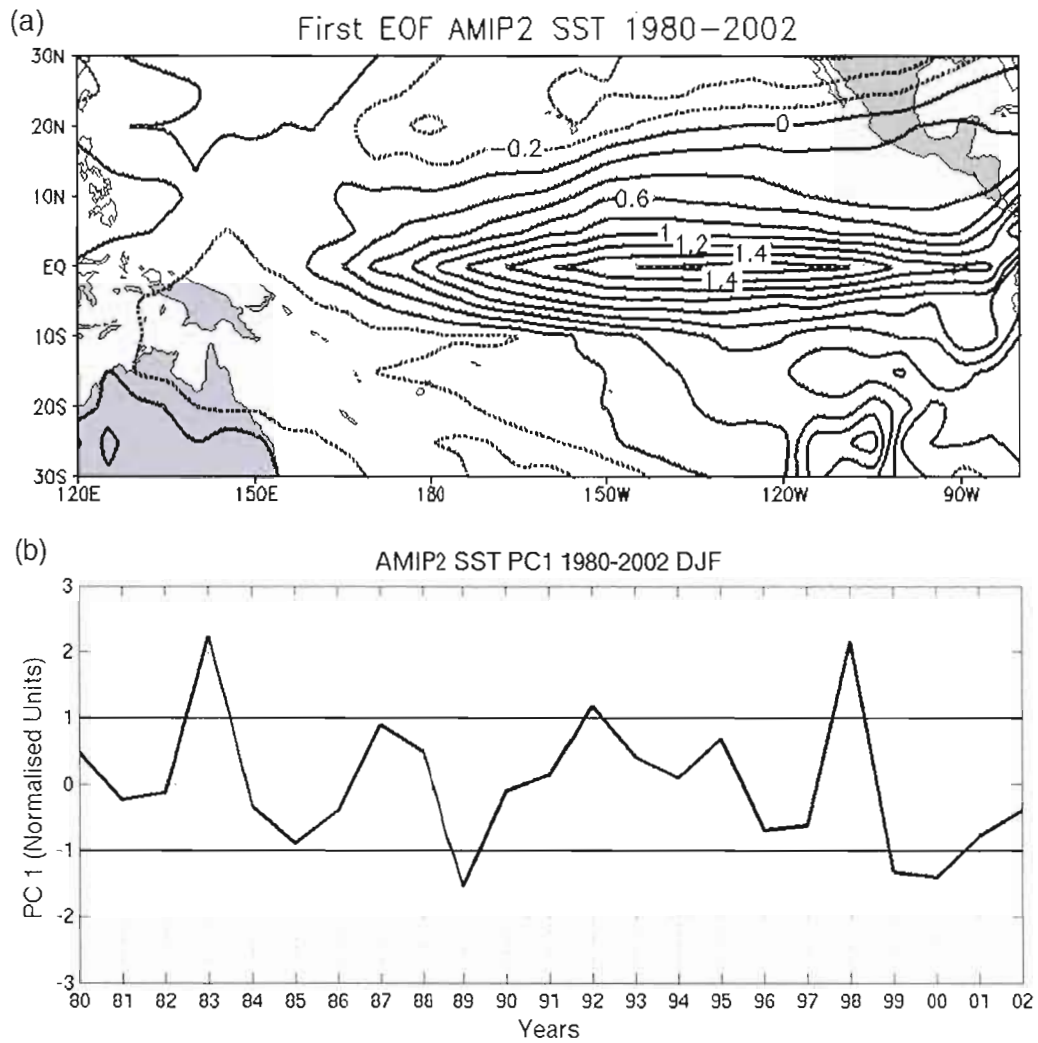 (a)
First EOF AMIP2 SST 1980-2002
30N
20N
10N
EQ
10S
20S
30S
0
-0.2
0.6
1
1.2
1.4
1.4
120E 150E 180 150W 120W 90W
(b)
AMIP2 SST PC1 1980-2002 DJF
PC 1 (Normalised Units)
3
2
1
0
-1
-2
-3
80 81 82 83 84 85 86 87 88 89 90 91 92 93 94 95 96 97 98 99 00 01 02
Years